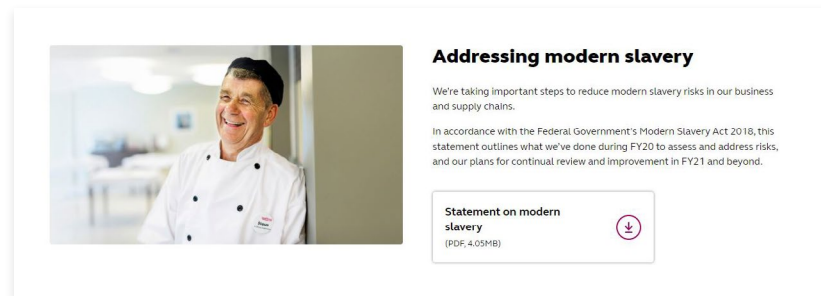 Addressing modern slavery
We're taking important steps to reduce modern slavery risks in our business
and supply chains.
In accordance with the Federal Government's Modern Slavery Act 2018, this
statement outlines what we've done during FY20 to assess and address risks,
and our plans for continual review and improvement in FY21 and beyond.
Statement on modern
slavery
(PDF, 4.05MB)